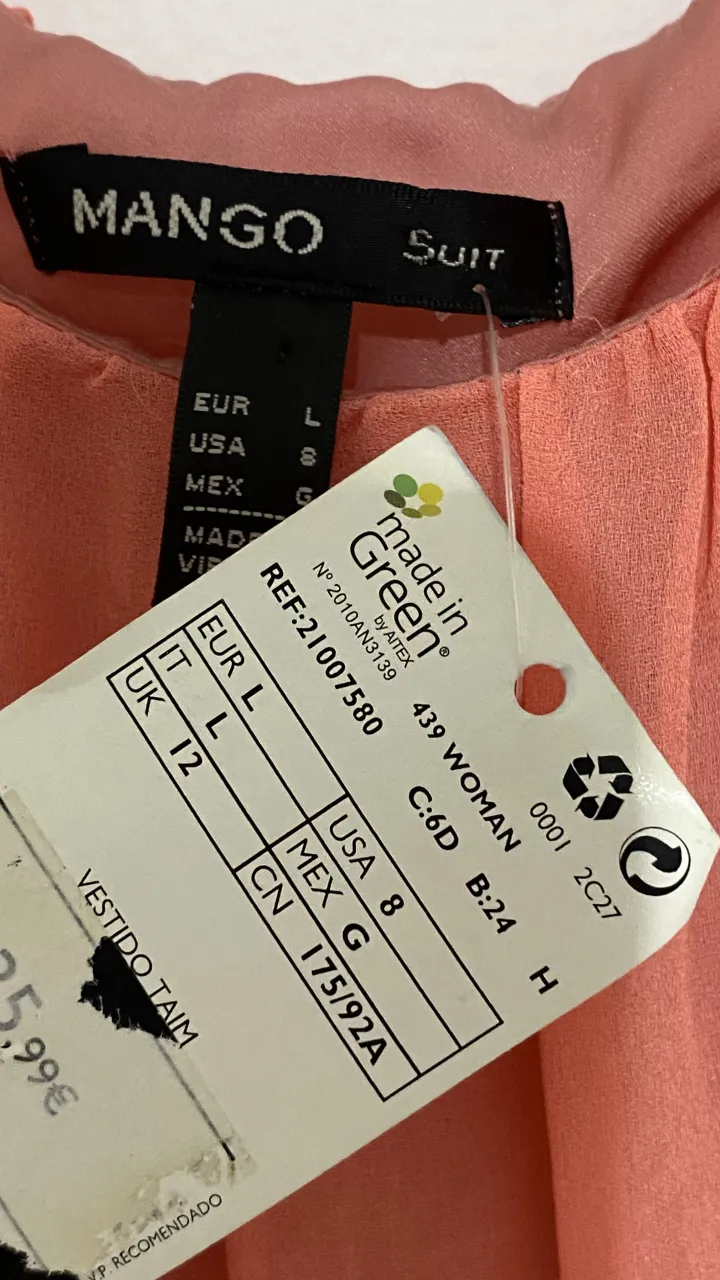 MANGO SUIT
EUR L
USA 8
MEX G
MADE
made in
Green®
by AITEX
Nº 2010AN3139
REF:21007580
439 WOMAN
C:6D B:24 H
0001 2C27
EUR L USA 8
IT L MEX G
UK 12 CN 175/92A
VESTIDO TAIM
25,99€
V.P. RECOMENDADO